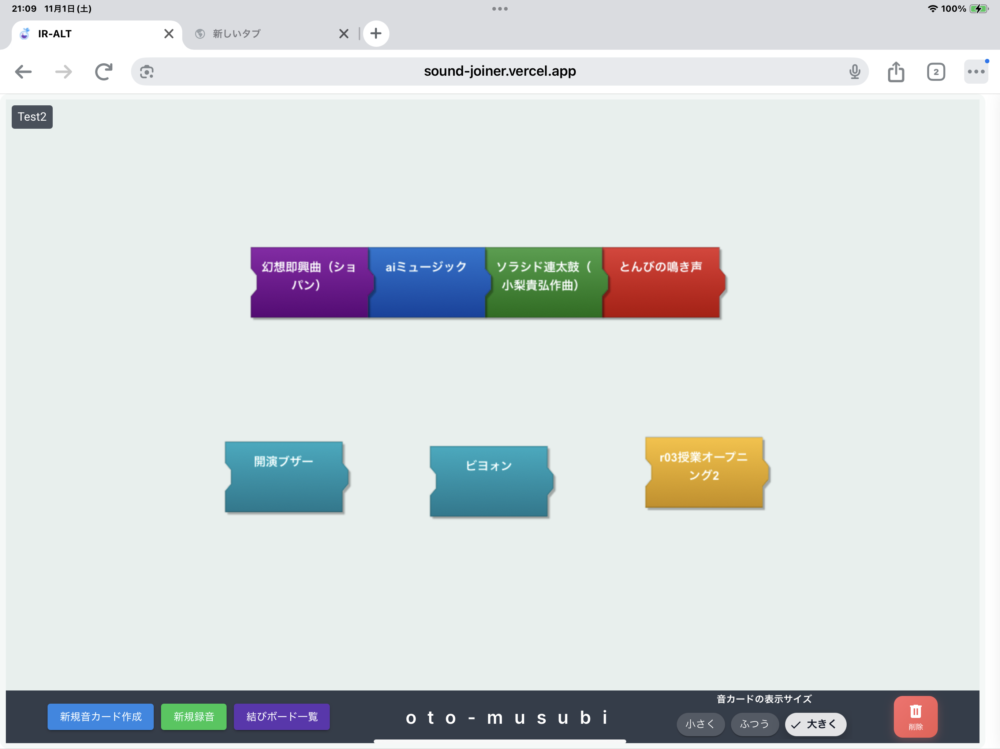 21:09 11月1日(土)
100%
IR-ALT
新しいタブ
sound-joiner.vercel.app
2
Test2
幻想即興曲（ショ
パン）
aiミュージック
ソラシド連太鼓（
小梨貴弘作曲）
とんびの鳴き声
開演ブザー
ビヨォン
r03授業オープニ
ング2
新規音カード作成
新規録音
結びボード一覧
oto-musubi
音カードの表示サイズ
小さく
ふつう
大きく
削除